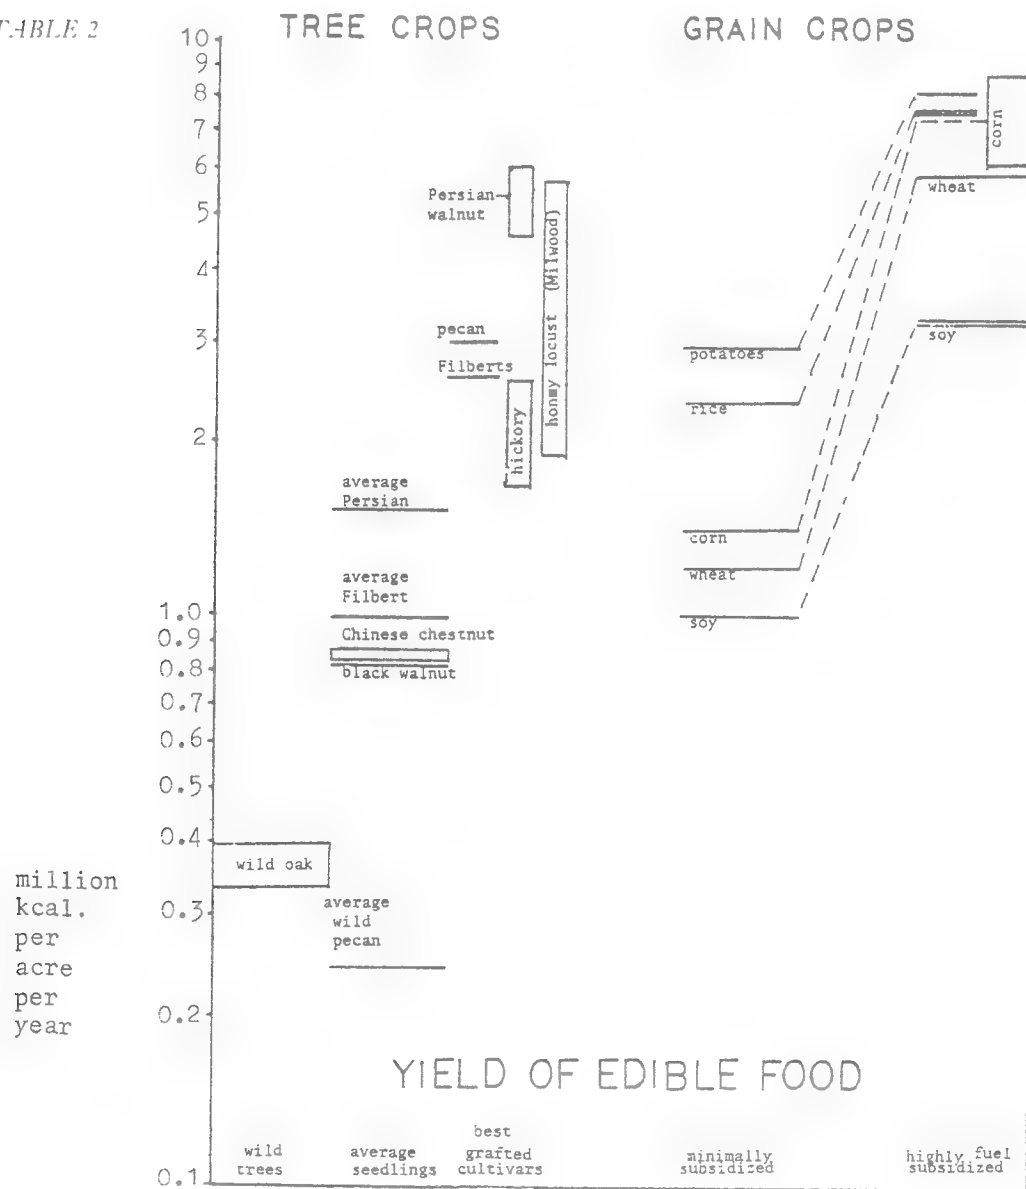 TABLE 2
TREE CROPS
GRAIN CROPS
10
9
8
7
6
5
4
3
2
1.0
0.9
0.8
0.7
0.6
0.5
0.4
0.3
0.2
0.1
million
kcal.
per
acre
per
year
wild oak
average
wild
pecan
average
Persian
average
Filbert
Chinese chestnut
black walnut
Persian
walnut
pecan
Filberts
hickory
honmy locust (Milwood)
potatoes
rice
corn
wheat
soy
corn
wheat
soy
YIELD OF EDIBLE FOOD
wild
trees
average
seedlings
best
grafted
cultivars
minimally
subsidized
highly fuel
subsidized